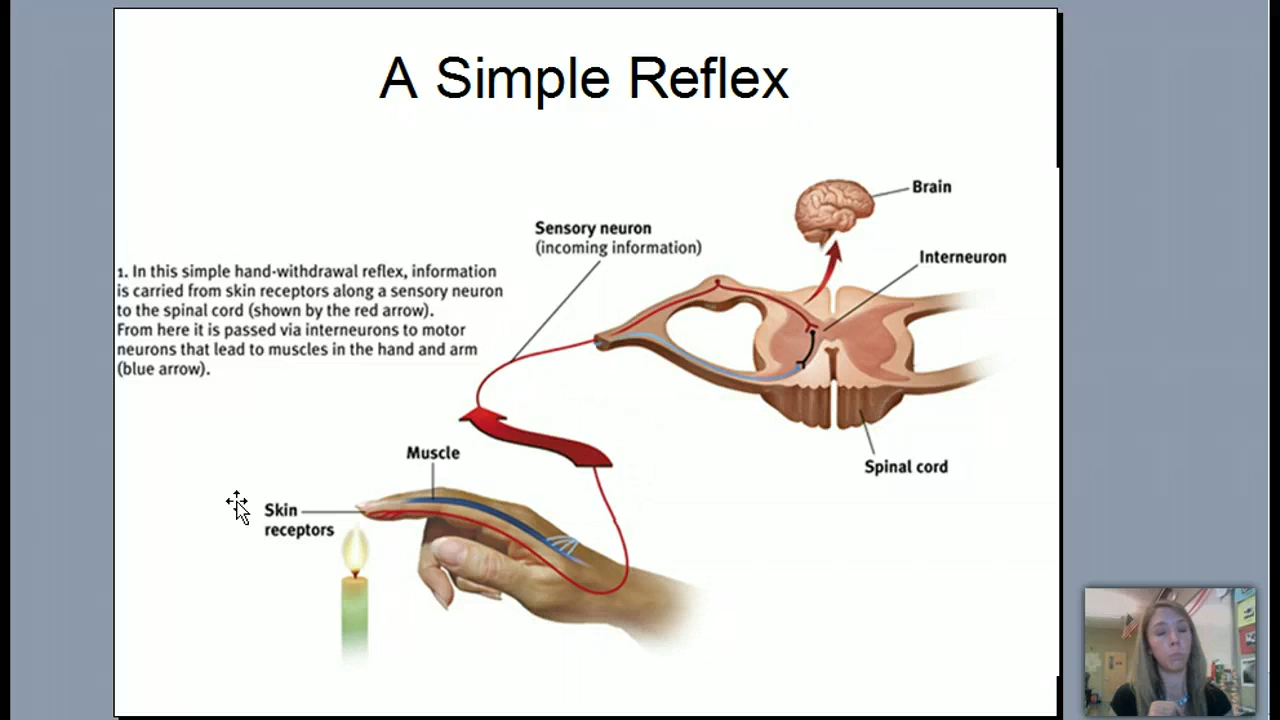 A Simple Reflex
Brain
Sensory neuron
(incoming information)
Interneuron
1. In this simple hand-withdrawal reflex, information
is carried from skin receptors along a sensory neuron
to the spinal cord (shown by the red arrow).
From here it is passed via interneurons to motor
neurons that lead to muscles in the hand and arm
(blue arrow).
Muscle
Spinal cord
Skin
receptors